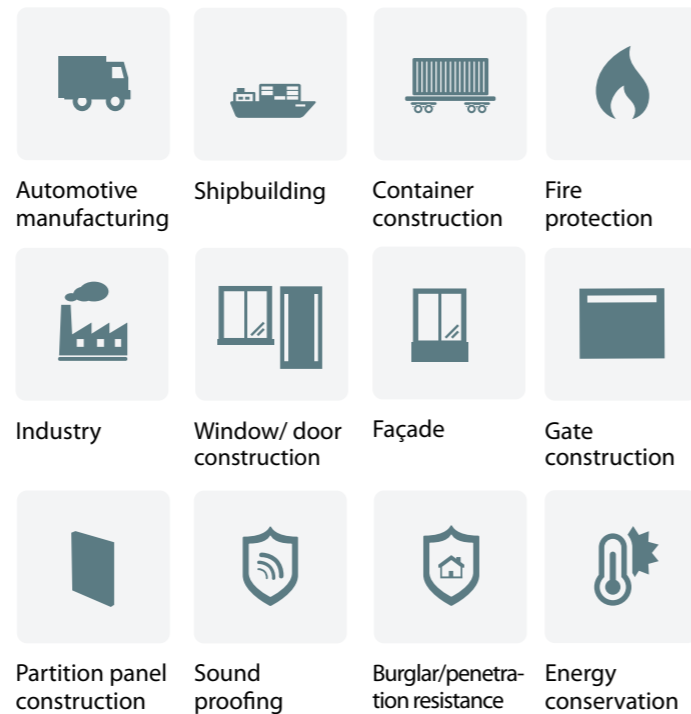 Automotive
manufacturing
Shipbuilding
Container
construction
Fire
protection
Industry
Window/ door
construction
Façade
Gate
construction
Partition panel
construction
Sound
proofing
Burglar/penetra-
tion resistance
Energy
conservation